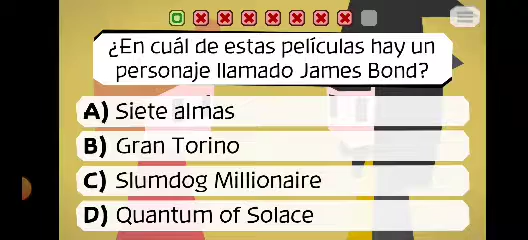 ¿En cuál de estas películas hay un
personaje llamado James Bond?
A) Siete almas
B) Gran Torino
C) Slumdog Millionaire
D) Quantum of Solace